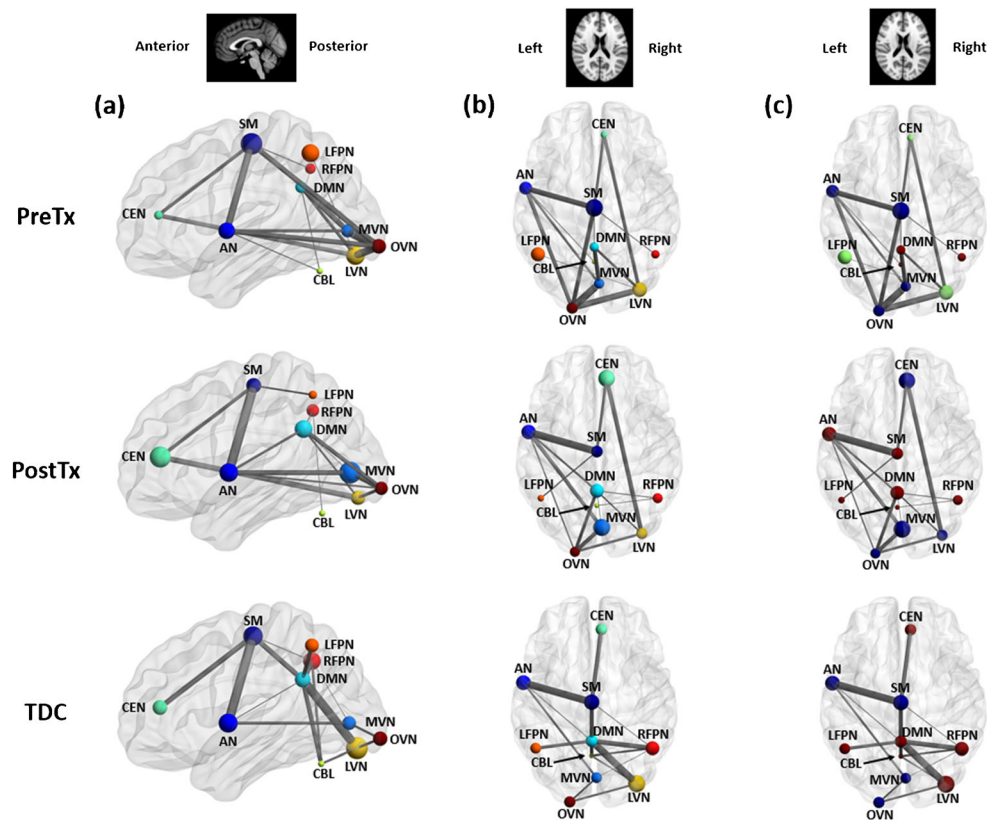 Anterior Posterior Left Right Left Right
(a) (b) (c)
PreTx
SM
LFPN
RFPN
DMN
CEN
AN
MVN
OVN
LVN
CBL
CEN
AN
SM
DMN
LFPN
RFPN
CBL
MVN
LVN
OVN
CEN
AN
SM
DMN
LFPN
RFPN
CBL
MVN
LVN
OVN
PostTx
SM
LFPN
RFPN
DMN
CEN
AN
MVN
OVN
LVN
CBL
CEN
AN
SM
DMN
LFPN
RFPN
CBL
MVN
LVN
OVN
CEN
AN
SM
DMN
LFPN
RFPN
CBL
MVN
LVN
OVN
TDC
SM
LFPN
RFPN
DMN
CEN
AN
MVN
OVN
LVN
CBL
CEN
AN
SM
DMN
LFPN
RFPN
CBL
MVN
LVN
OVN
CEN
AN
SM
DMN
LFPN
RFPN
CBL
MVN
LVN
OVN